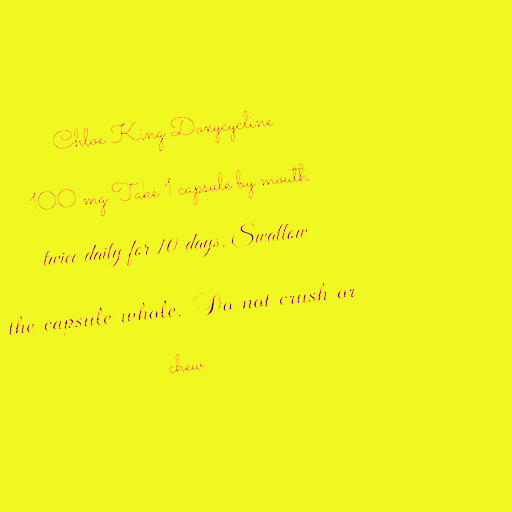 Chloe King Doxycycline
100 mg Take 1 capsule by mouth
twice daily for 10 days. Swallow
the capsule whole. Do not crush or
chew